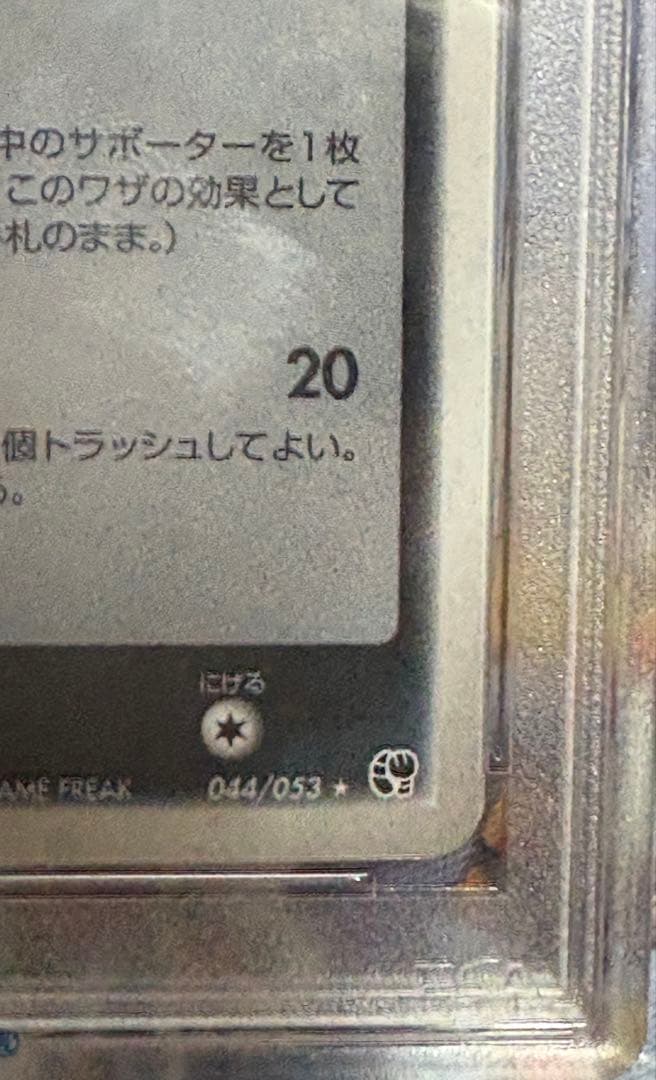 中のサポーターを1枚
このワザの効果として
札のまま。)
20
個トラッシュしてよい。
。
にげる
AME FREAK 044/053 ★